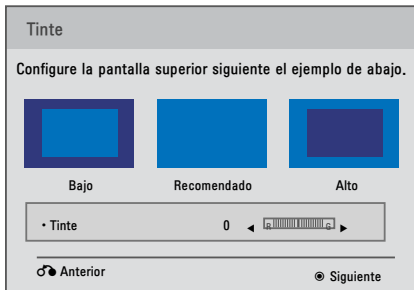 Tinte
Configure la pantalla superior siguiente el ejemplo de abajo.
Bajo Recomendado Alto
• Tinte 0 ◄ R G ►
Anterior
Siguiente